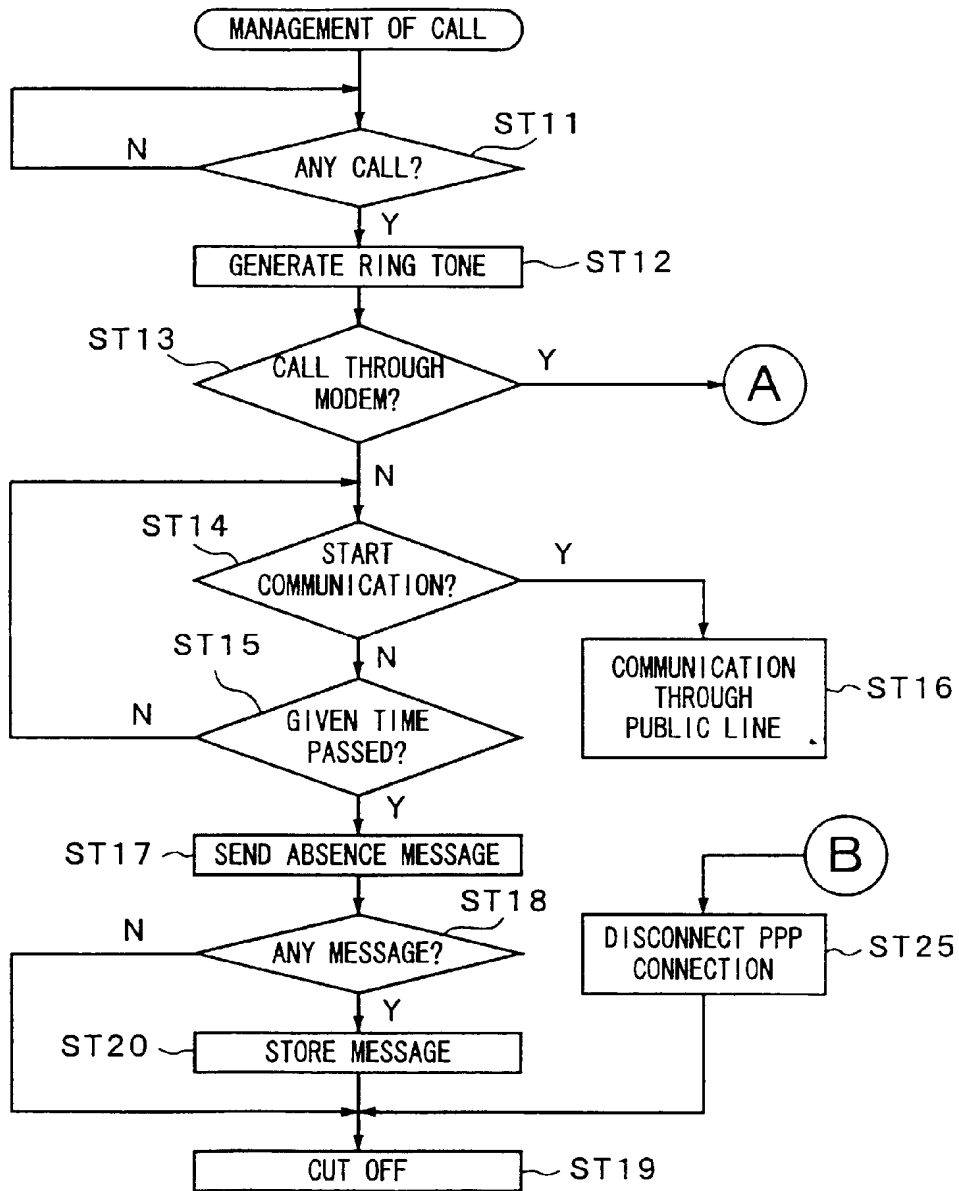 MANAGEMENT OF CALL
ST11
N
ANY CALL?
Y
GENERATE RING TONE
ST12
ST13
CALL THROUGH
MODEM?
Y
A
N
ST14
START
COMMUNICATION?
Y
ST15
N
COMMUNICATION
THROUGH
PUBLIC LINE
ST16
N
GIVEN TIME
PASSED?
Y
ST17
SEND ABSENCE MESSAGE
B
ST18
N
ANY MESSAGE?
DISCONNECT PPP
CONNECTION
ST25
Y
ST20
STORE MESSAGE
CUT OFF
ST19